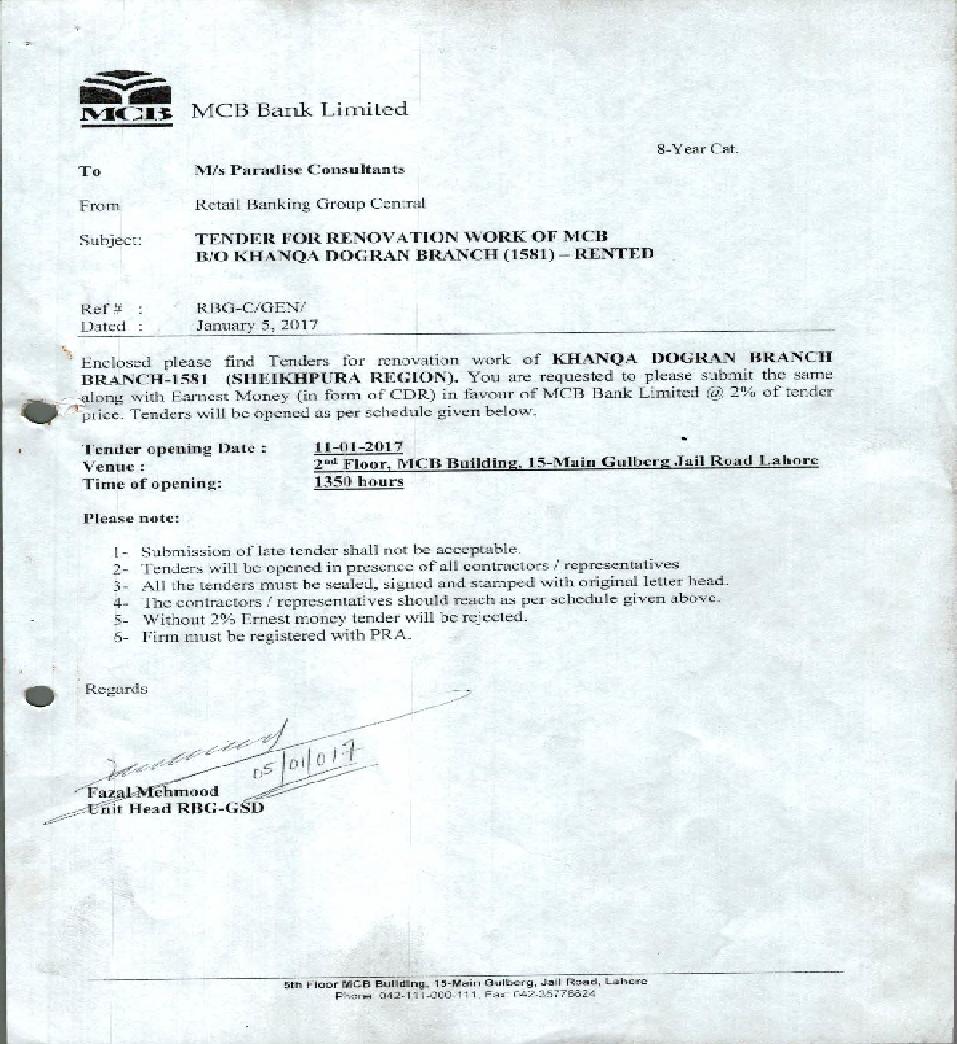 MCB MCB Bank Limited
8-Year Cat.
To M/s Paradise Consultants
From Retail Banking Group Central
Subject: TENDER FOR RENOVATION WORK OF MCB
B/O KHANQA DOGRAN BRANCH (1581) – RENTED
Ref # : RBG-C/GEN/
Dated : January 5, 2017
Enclosed please find Tenders for renovation work of KHANQA DOGRAN BRANCH
BRANCH-1581 (SHEIKHPURA REGION). You are requested to please submit the same
along with Earnest Money (in form of CDR) in favour of MCB Bank Limited @ 2% of tender
price. Tenders will be opened as per schedule given below.
Tender opening Date : 11-01-2017
Venue : 2nd Floor, MCB Building, 15-Main Gulberg Jail Road Lahore
Time of opening: 1350 hours
Please note:
1- Submission of late tender shall not be acceptable.
2- Tenders will be opened in presence of all contractors / representatives
3- All the tenders must be sealed, signed and stamped with original letter head.
4- The contractors / representatives should reach as per schedule given above.
5- Without 2% Ernest money tender will be rejected.
6- Firm must be registered with PRA.
Regards
05/01/017
Fazal Mehmood
Unit Head RBG-GSD
5th Floor MCB Building, 15-Main Gulberg, Jail Road, Lahore
Phone: 042-111-000-111, Fax: 042-35776624